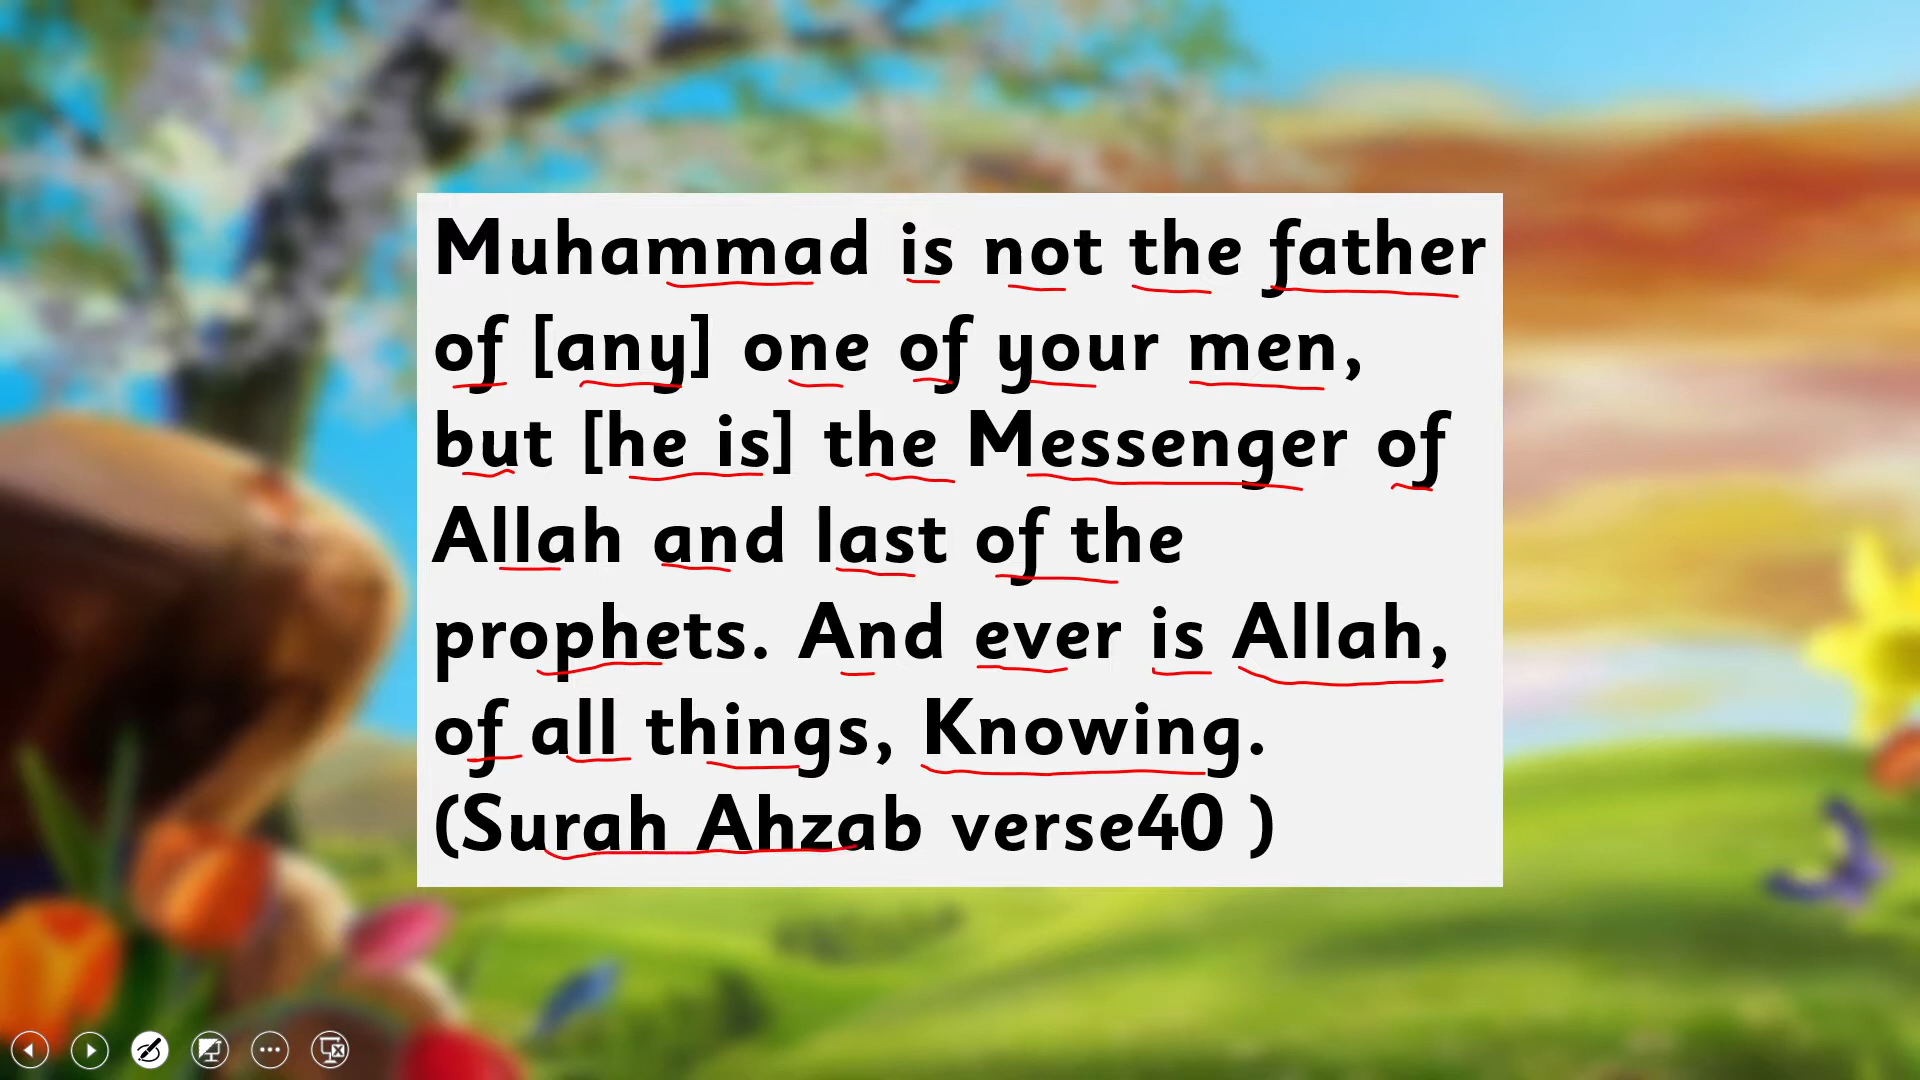 Muhammad is not the father
of [any] one of your men,
but [he is] the Messenger of
Allah and last of the
prophets. And ever is Allah,
of all things, Knowing.
(Surah Ahzab verse40 )